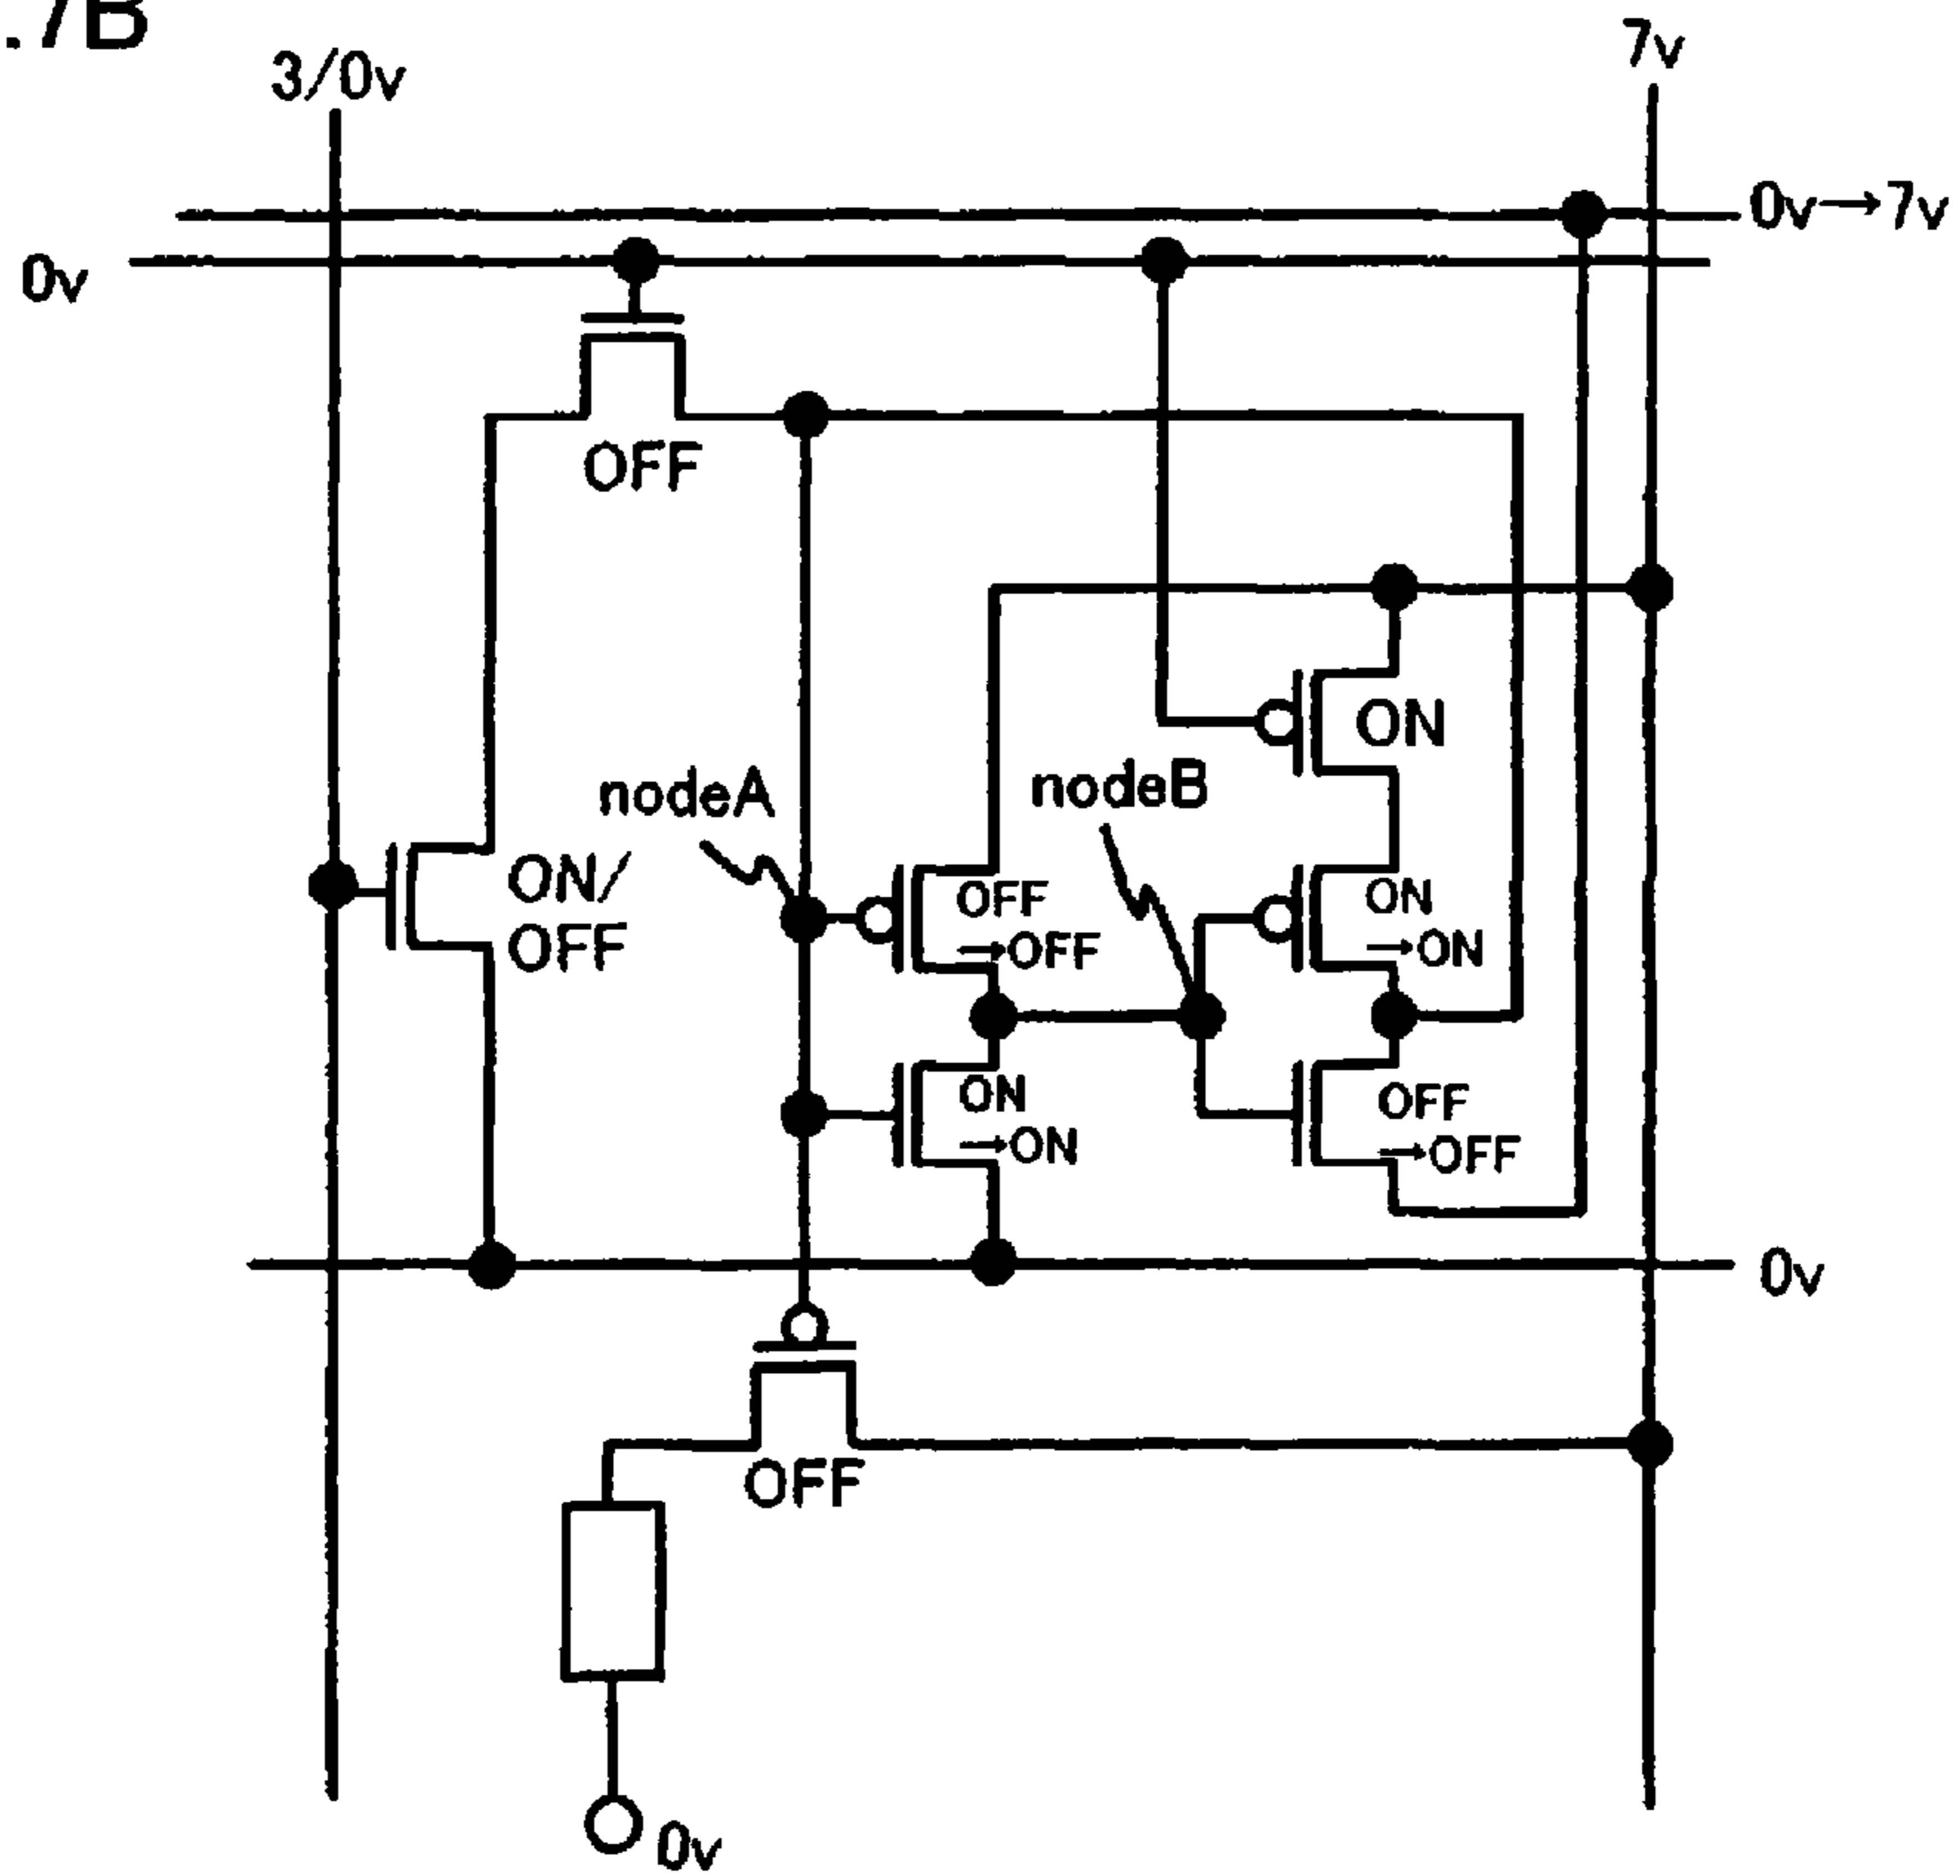 .7B
3/0v
7v
0v→7v
0v
OFF
ON
nodeA
nodeB
ON/
OFF
OFF
→OFF
ON
→ON
ON
→ON
OFF
→OFF
0v
OFF
0v